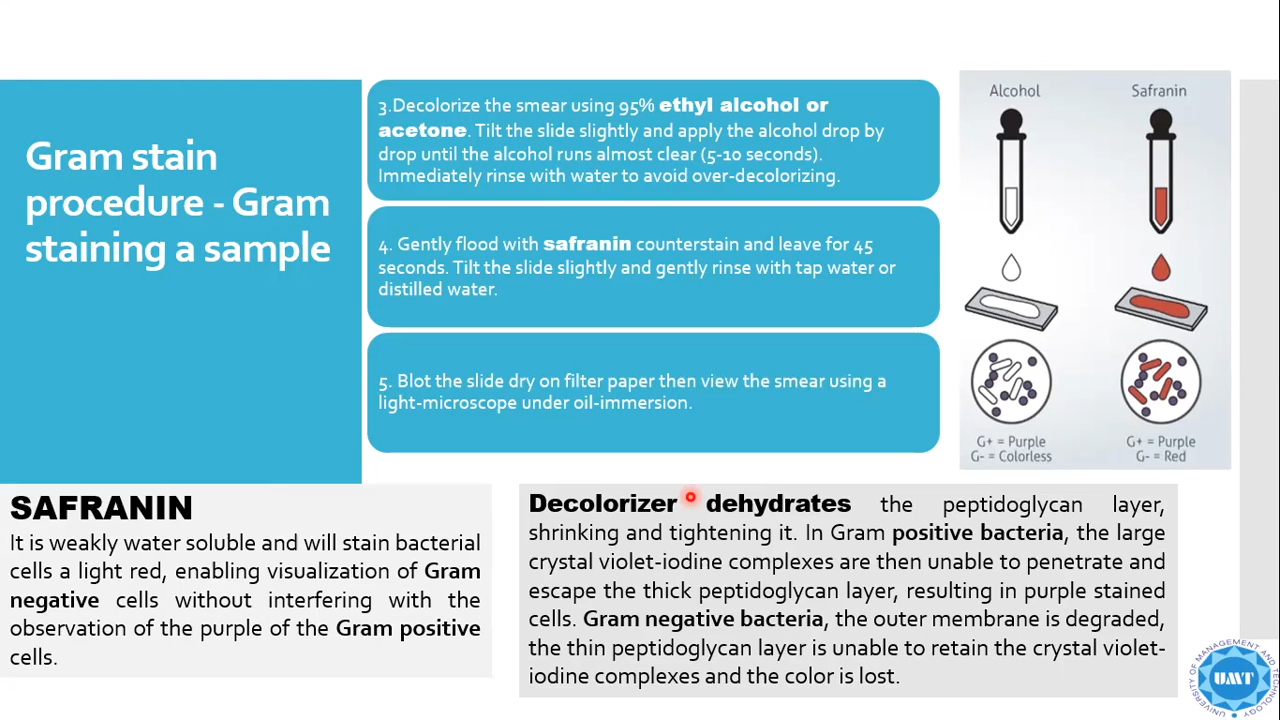 Gram stain
procedure - Gram
staining a sample
3.Decolorize the smear using 95% ethyl alcohol or
acetone. Tilt the slide slightly and apply the alcohol drop by
drop until the alcohol runs almost clear (5-10 seconds).
Immediately rinse with water to avoid over-decolorizing.
4. Gently flood with safranin counterstain and leave for 45
seconds. Tilt the slide slightly and gently rinse with tap water or
distilled water.
5. Blot the slide dry on filter paper then view the smear using a
light-microscope under oil-immersion.
Alcohol
Safranin
G+ = Purple
G- = Colorless
G+ = Purple
G- = Red
SAFRANIN
It is weakly water soluble and will stain bacterial
cells a light red, enabling visualization of Gram
negative cells without interfering with the
observation of the purple of the Gram positive
cells.
Decolorizer dehydrates the peptidoglycan layer,
shrinking and tightening it. In Gram positive bacteria, the large
crystal violet-iodine complexes are then unable to penetrate and
escape the thick peptidoglycan layer, resulting in purple stained
cells. Gram negative bacteria, the outer membrane is degraded,
the thin peptidoglycan layer is unable to retain the crystal violet-
iodine complexes and the color is lost.
UNIVERSITY OF MANAGEMENT AND TECHNOLOGY
UMT